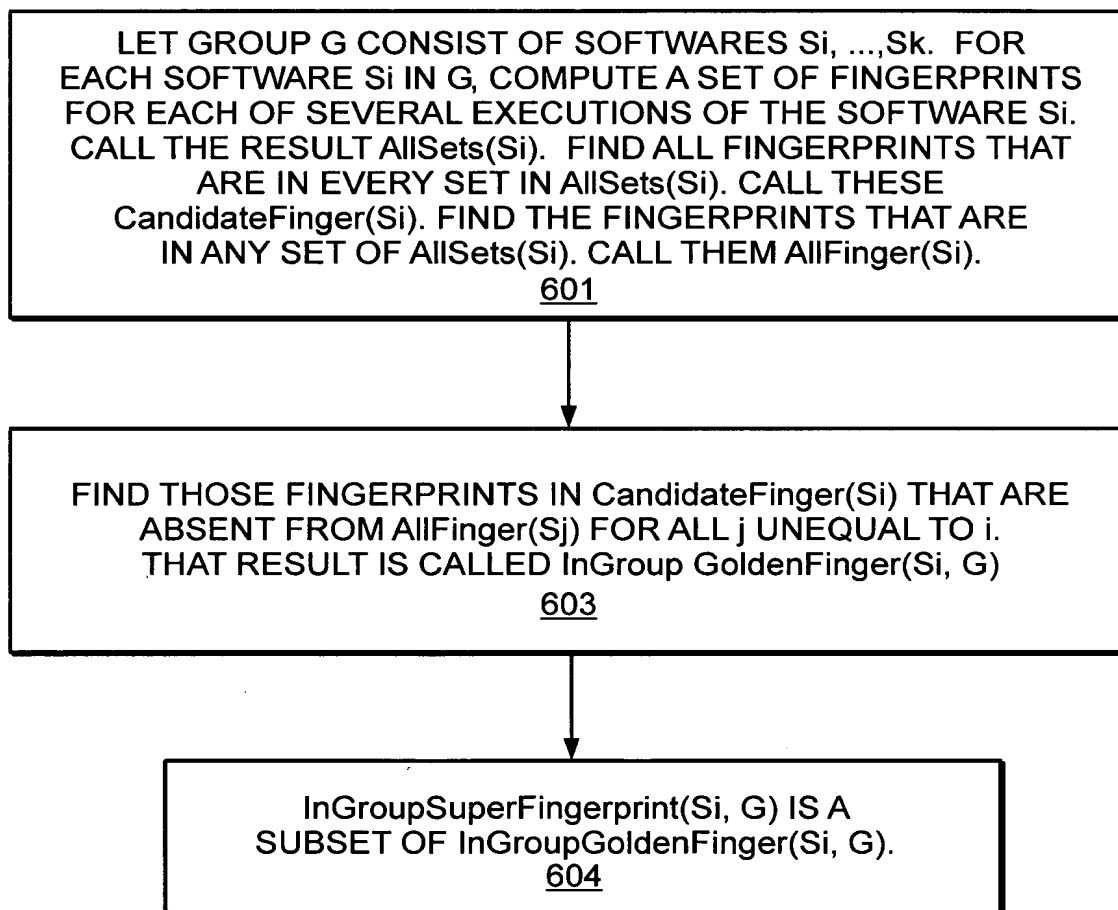 LET GROUP G CONSIST OF SOFTWARES Si, ...,Sk. FOR
EACH SOFTWARE Si IN G, COMPUTE A SET OF FINGERPRINTS
FOR EACH OF SEVERAL EXECUTIONS OF THE SOFTWARE Si.
CALL THE RESULT AllSets(Si). FIND ALL FINGERPRINTS THAT
ARE IN EVERY SET IN AllSets(Si). CALL THESE
CandidateFinger(Si). FIND THE FINGERPRINTS THAT ARE
IN ANY SET OF AllSets(Si). CALL THEM AllFinger(Si).
601
FIND THOSE FINGERPRINTS IN CandidateFinger(Si) THAT ARE
ABSENT FROM AllFinger(Sj) FOR ALL j UNEQUAL TO i.
THAT RESULT IS CALLED InGroup GoldenFinger(Si, G)
603
InGroupSuperFingerprint(Si, G) IS A
SUBSET OF InGroupGoldenFinger(Si, G).
604